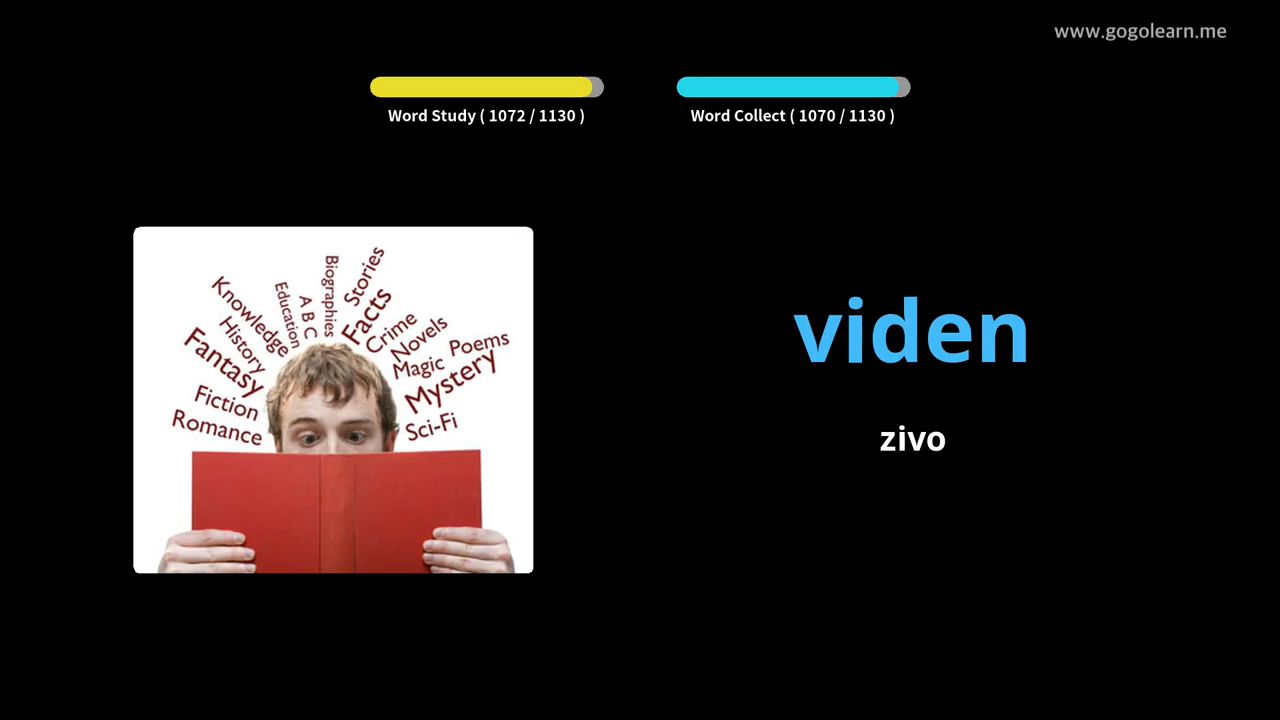 www.gogolearn.me
Word Study ( 1072 / 1130 )
Word Collect ( 1070 / 1130 )
Knowledge
Education
A B C
Biographies
Stories
Facts
History
Crime
Novels
Fantasy
Magic
Poems
Mystery
Fiction
Romance
Sci-Fi
viden
zivo